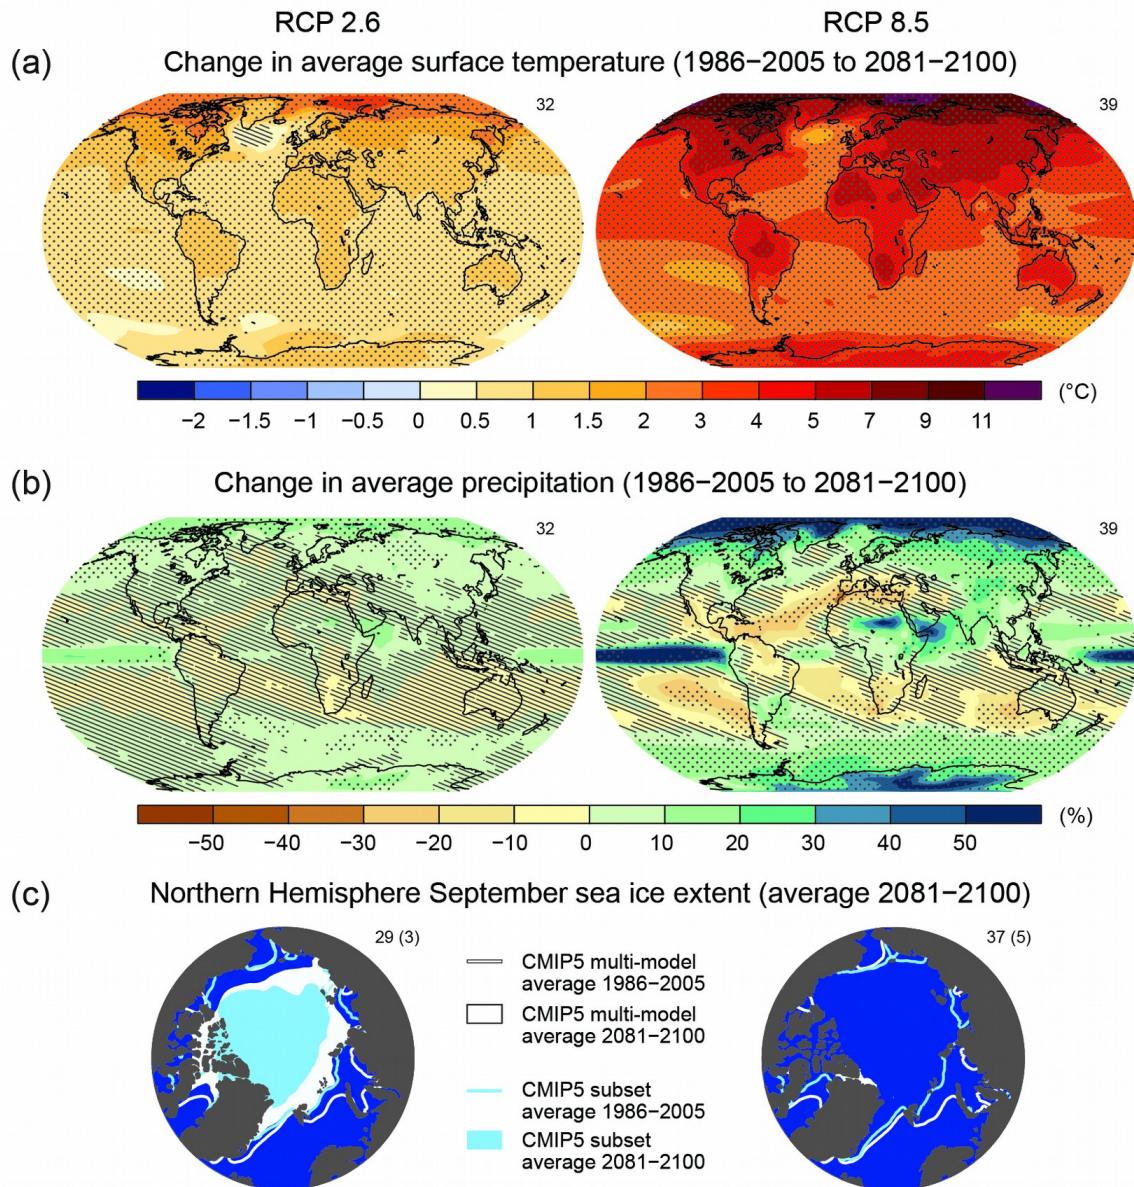 RCP 2.6 RCP 8.5
(a) Change in average surface temperature (1986−2005 to 2081−2100)
32 39
−2 −1.5 −1 −0.5 0 0.5 1 1.5 2 3 4 5 7 9 11 (°C)
(b) Change in average precipitation (1986−2005 to 2081−2100)
32 39
−50 −40 −30 −20 −10 0 10 20 30 40 50 (%)
(c) Northern Hemisphere September sea ice extent (average 2081−2100)
29 (3) 37 (5)
CMIP5 multi-model
average 1986−2005
CMIP5 multi-model
average 2081−2100
CMIP5 subset
average 1986−2005
CMIP5 subset
average 2081−2100